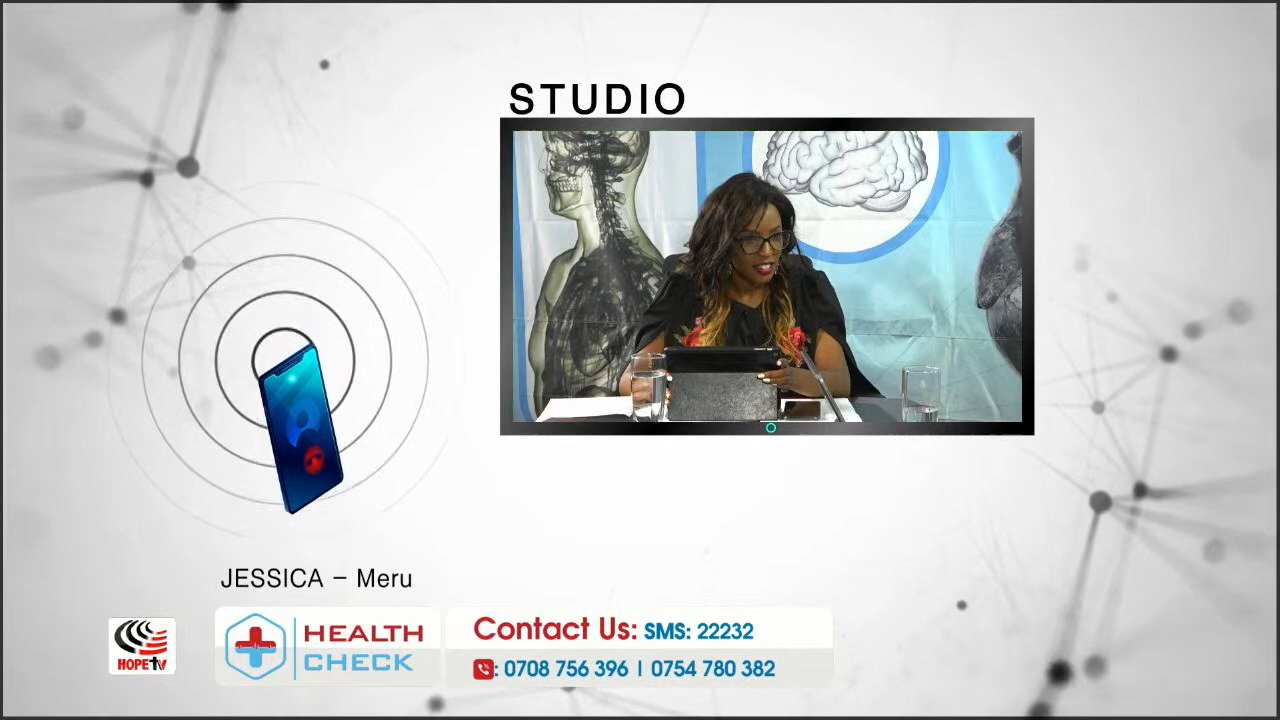 STUDIO
JESSICA - Meru
HOPE tv
HEALTH
CHECK
Contact Us: SMS: 22232
: 0708 756 396 | 0754 780 382